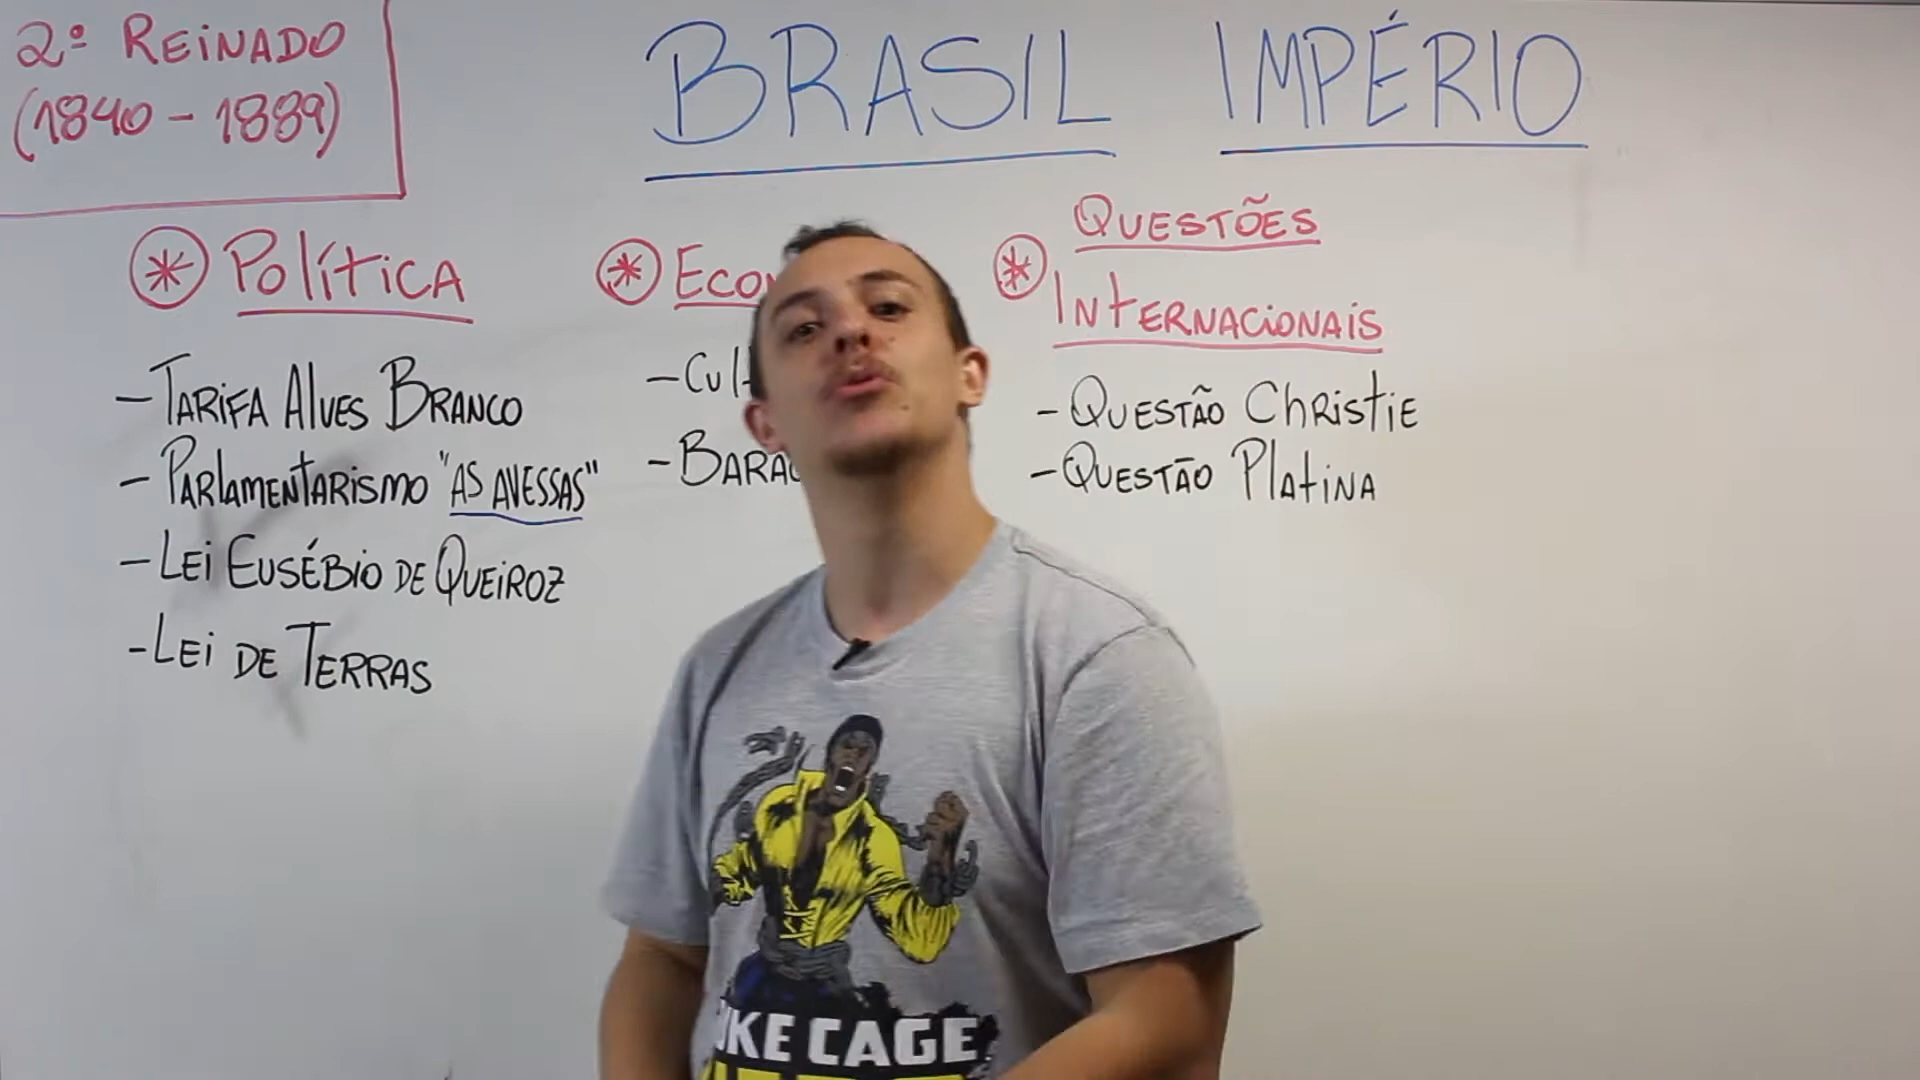 2º REINADO
(1840 - 1889)
BRASIL IMPÉRIO
* Política
- TARIFA ALVES BRANCO
- PARLAMENTARISMO "AS AVESSAS"
- LEI EUSÉBIO DE QUEIROZ
- LEI DE TERRAS
*
-
-
* QUESTÕES
INTERNACIONAIS
- QUESTÃO CHRISTIE
- QUESTÃO PLATINA
CAGE